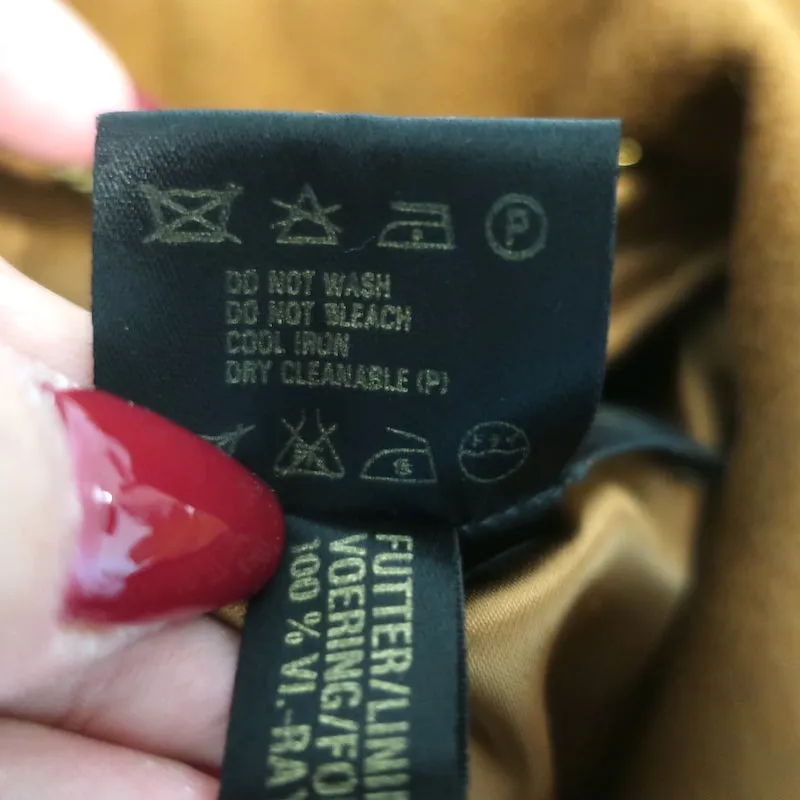 P
DO NOT WASH
DO NOT BLEACH
COOL IRON
DRY CLEANABLE (P)
FUTTER/LININ
VOERING/FO
100 % VI.-RA